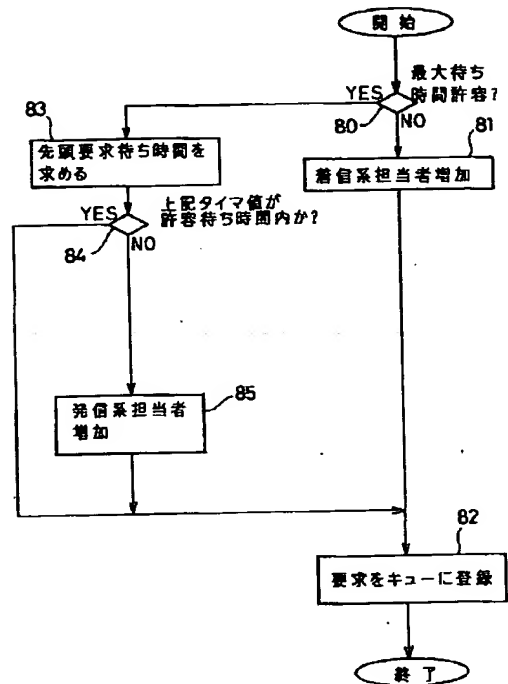 開始
最大待ち
時間許容?
YES
80
NO
83
先頭要求待ち時間を
求める
81
着信系担当者増加
上記タイマ値が
許容待ち時間内か?
YES
84
NO
85
発信系担当者
増加
82
要求をキューに登録
終了